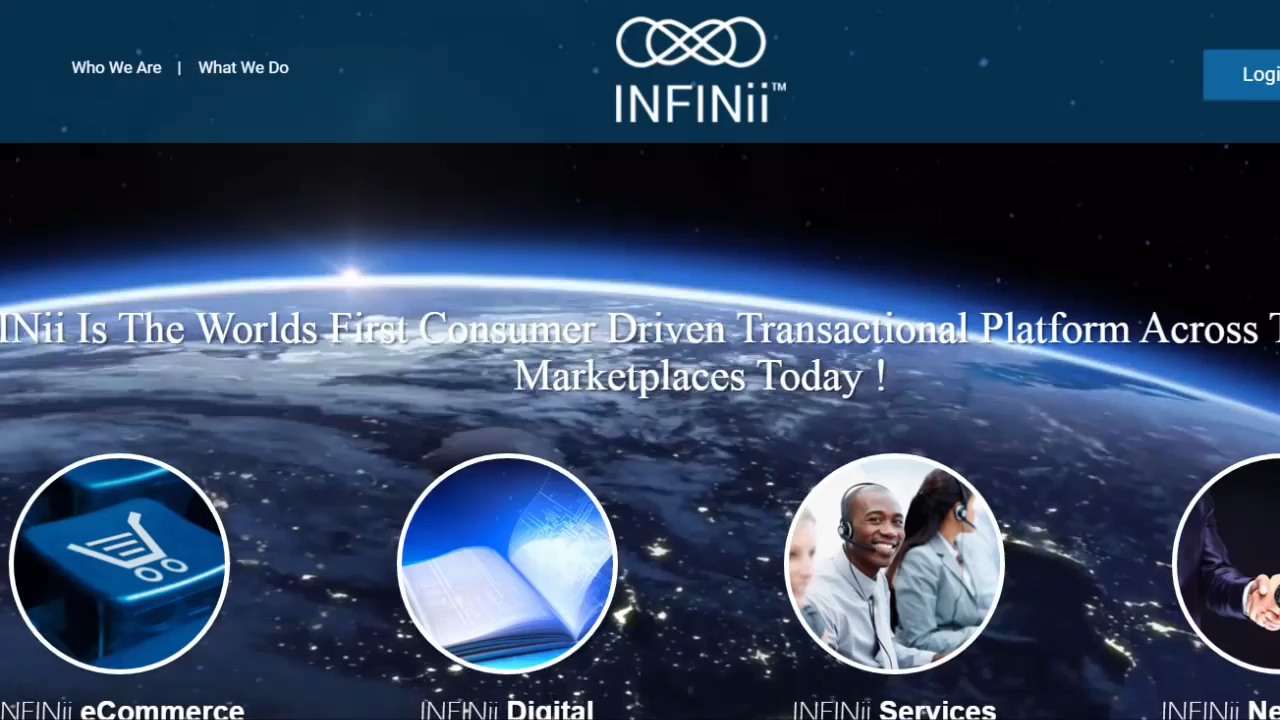 Who We Are | What We Do
INFINii™
Logi
INii Is The Worlds First Consumer Driven Transactional Platform Across T
Marketplaces Today !
INFINii eCommerce
INFINii Digital
INFINii Services
INFINii Ne